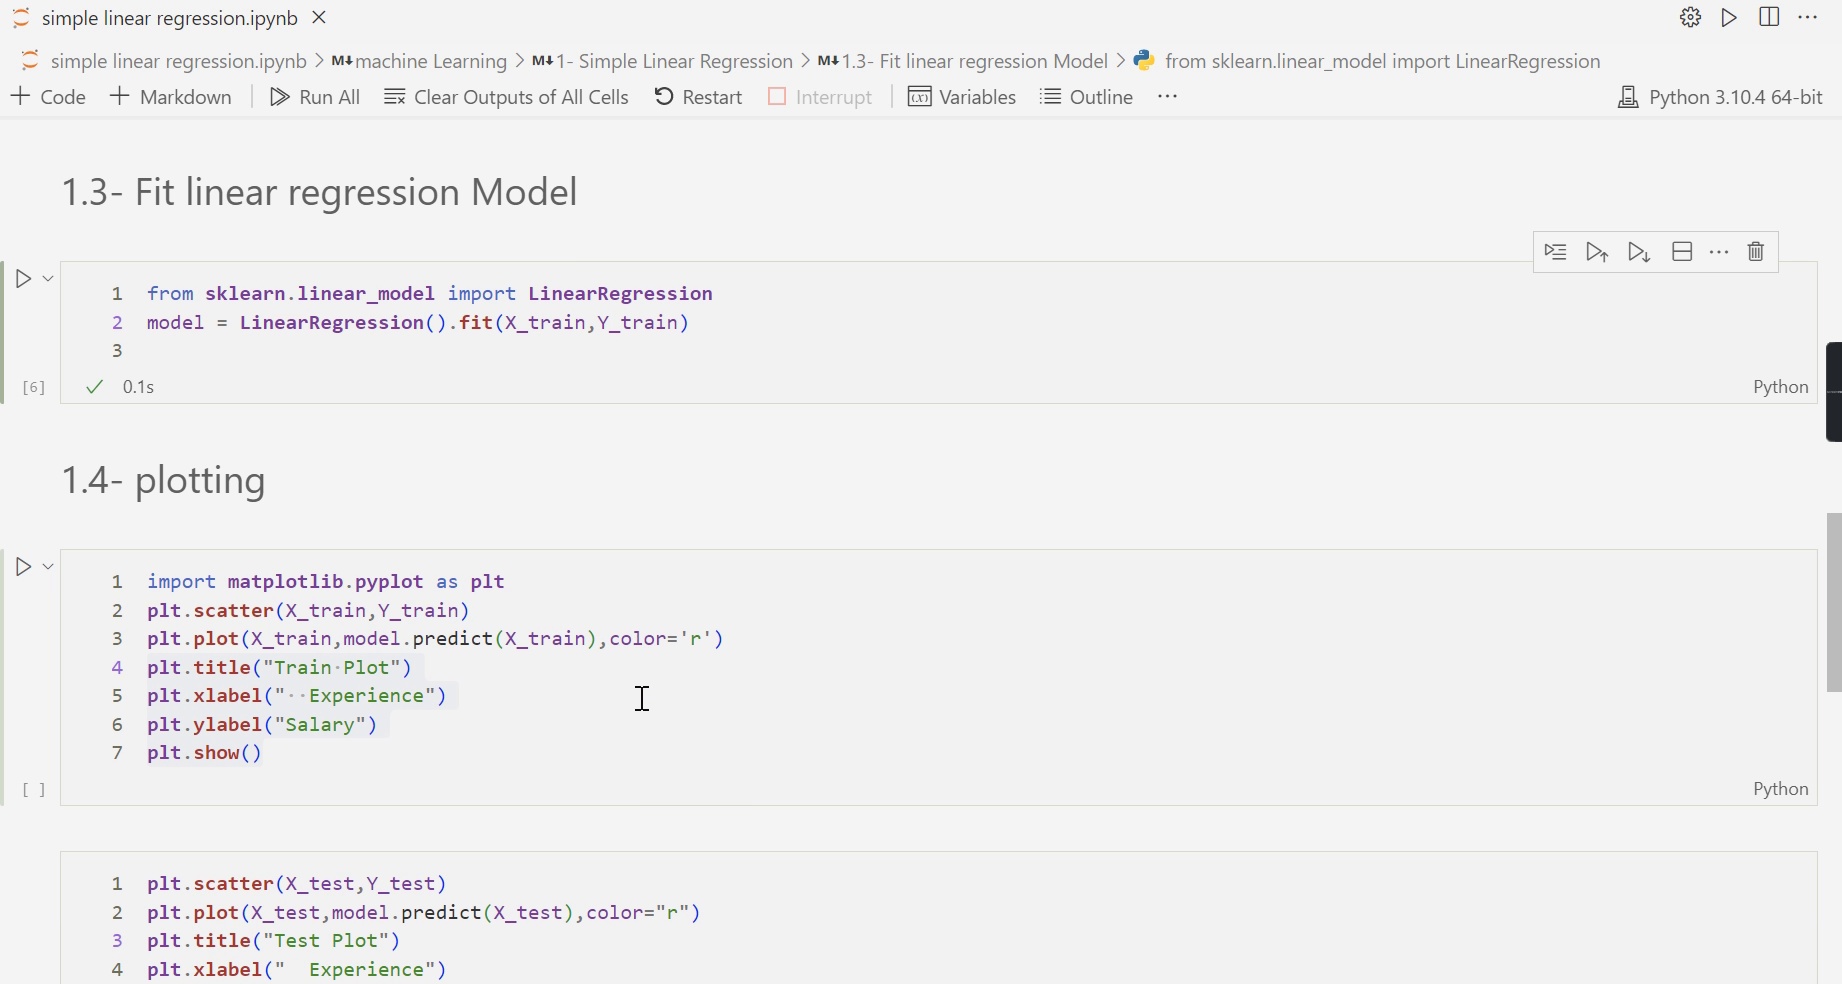 simple linear regression.ipynb
simple linear regression.ipynb > M↓machine Learning > M↓1- Simple Linear Regression > M↓1.3- Fit linear regression Model > from sklearn.linear_model import LinearRegression
+ Code + Markdown | Run All Clear Outputs of All Cells Restart Interrupt | Variables Outline ··· Python 3.10.4 64-bit
1.3- Fit linear regression Model
1 from sklearn.linear_model import LinearRegression
2 model = LinearRegression().fit(X_train,Y_train)
3
[6] ✓ 0.1s Python
1.4- plotting
1 import matplotlib.pyplot as plt
2 plt.scatter(X_train,Y_train)
3 plt.plot(X_train,model.predict(X_train),color='r')
4 plt.title("Train·Plot")
5 plt.xlabel("··Experience")
6 plt.ylabel("Salary")
7 plt.show()
[ ] Python
1 plt.scatter(X_test,Y_test)
2 plt.plot(X_test,model.predict(X_test),color="r")
3 plt.title("Test Plot")
4 plt.xlabel("  Experience")